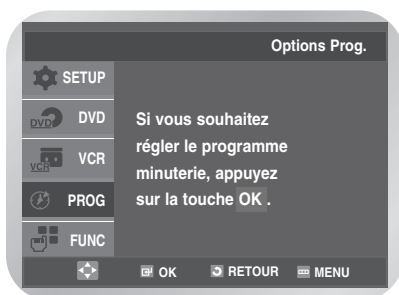 Options Prog.
SETUP
DVD DVD
VCR VCR
PROG
FUNC
Si vous souhaitez
régler le programme
minuterie, appuyez
sur la touche OK .
OK RETOUR MENU